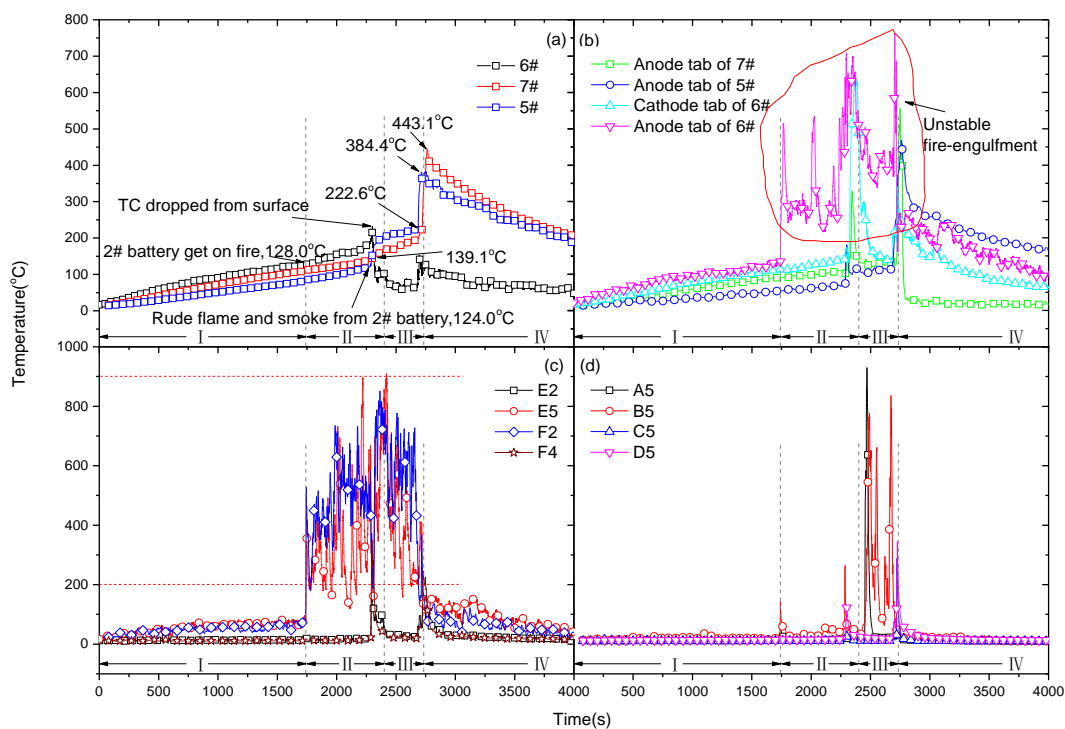 (a)
6#
7#
5#
443.1°C
384.4°C
222.6°C
TC dropped from surface
2# battery get on fire,128.0°C
139.1°C
Rude flame and smoke from 2# battery,124.0°C
I
II
III
IV
800
700
600
500
400
300
200
100
0
(b)
Anode tab of 7#
Anode tab of 5#
Cathode tab of 6#
Anode tab of 6#
Unstable
fire-engulfment
I
II
III
IV
Temperature(°C)
(c)
E2
E5
F2
F4
I
II
III
IV
1000
800
600
400
200
0
0
500
1000
1500
2000
2500
3000
3500
4000
(d)
A5
B5
C5
D5
I
II
III
IV
500
1000
1500
2000
2500
3000
3500
4000
Time(s)